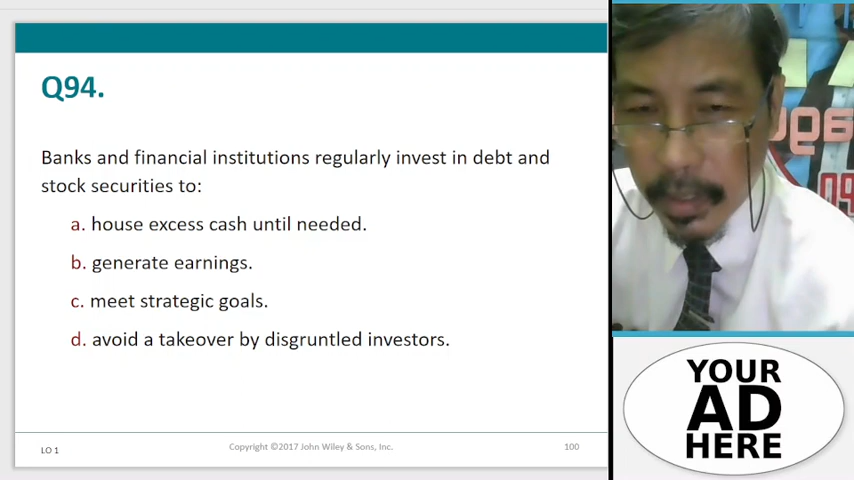 Q94.
Banks and financial institutions regularly invest in debt and
stock securities to:
a. house excess cash until needed.
b. generate earnings.
c. meet strategic goals.
d. avoid a takeover by disgruntled investors.
LO 1
Copyright ©2017 John Wiley & Sons, Inc.
100
YOUR
AD
HERE